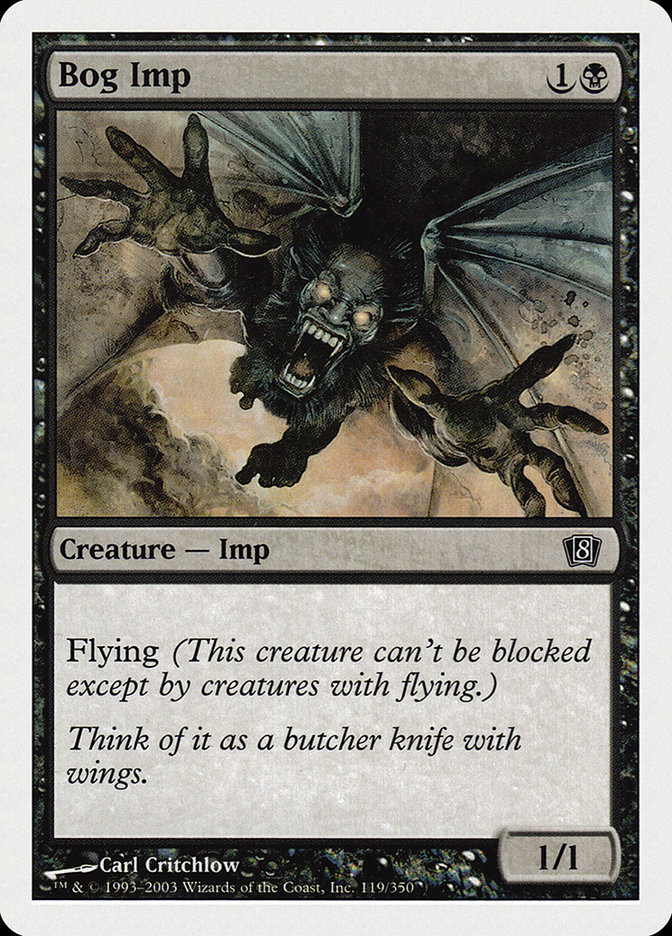 Bog Imp 1
Creature — Imp 8
Flying (This creature can't be blocked
except by creatures with flying.)
Think of it as a butcher knife with
wings.
1/1
Carl Critchlow
™ & © 1993–2003 Wizards of the Coast, Inc. 119/350